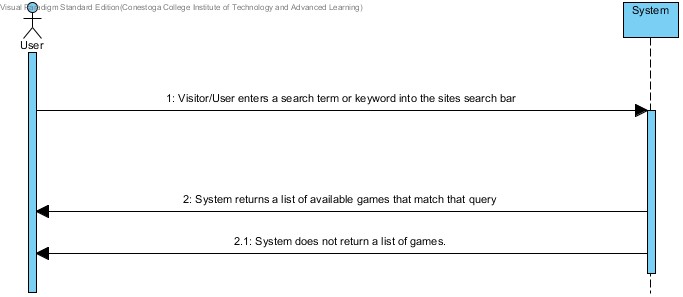 Visual Paradigm Standard Edition(Conestoga College Institute of Technology and Advanced Learning)
System
User
1: Visitor/User enters a search term or keyword into the sites search bar
2: System returns a list of available games that match that query
2.1: System does not return a list of games.